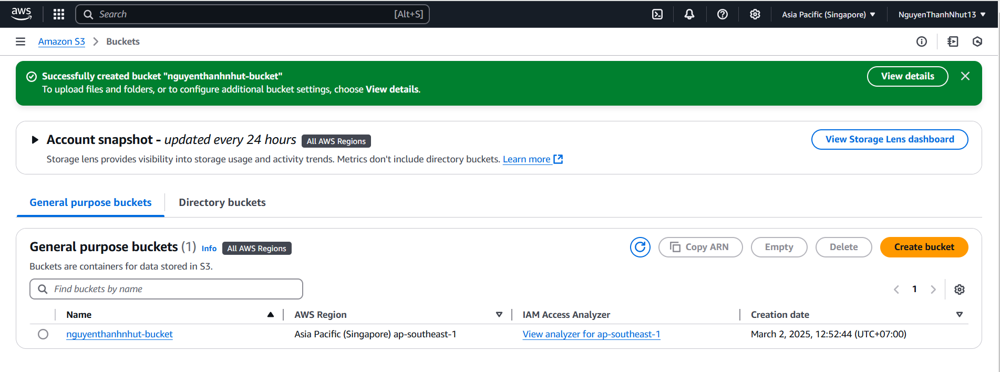 aws
Search [Alt+S]
Asia Pacific (Singapore)
NguyenThanhNhut13
Amazon S3
Buckets
Successfully created bucket "nguyenthanhnhut-bucket"
To upload files and folders, or to configure additional bucket settings, choose View details.
View details
Account snapshot - updated every 24 hours All AWS Regions
View Storage Lens dashboard
Storage lens provides visibility into storage usage and activity trends. Metrics don't include directory buckets. Learn more
General purpose buckets
Directory buckets
General purpose buckets (1) Info All AWS Regions
Copy ARN
Empty
Delete
Create bucket
Buckets are containers for data stored in S3.
Find buckets by name
1
Name AWS Region IAM Access Analyzer Creation date
nguyenthanhnhut-bucket Asia Pacific (Singapore) ap-southeast-1 View analyzer for ap-southeast-1 March 2, 2025, 12:52:44 (UTC+07:00)